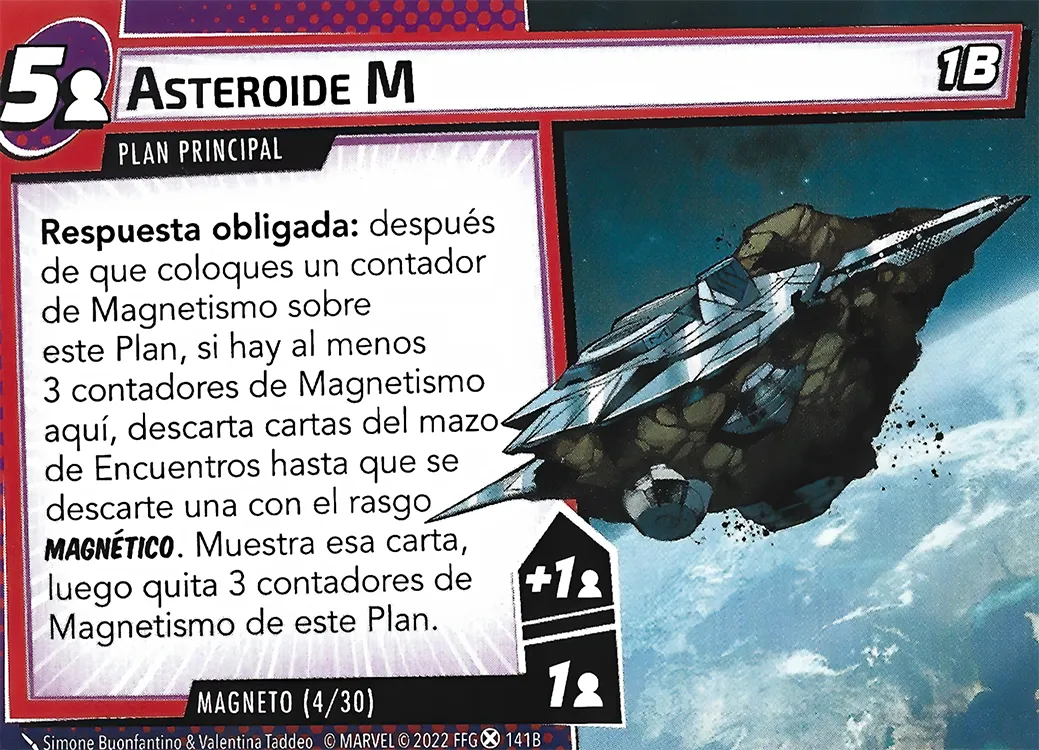 5
ASTEROIDE M
1B
PLAN PRINCIPAL
Respuesta obligada: después
de que coloques un contador
de Magnetismo sobre
este Plan, si hay al menos
3 contadores de Magnetismo
aquí, descarta cartas del mazo
de Encuentros hasta que se
descarte una con el rasgo
MAGNÉTICO. Muestra esa carta,
luego quita 3 contadores de
Magnetismo de este Plan.
+1
1
MAGNETO (4/30)
Simone Buonfantino & Valentina Taddeo © MARVEL © 2022 FFG 141B